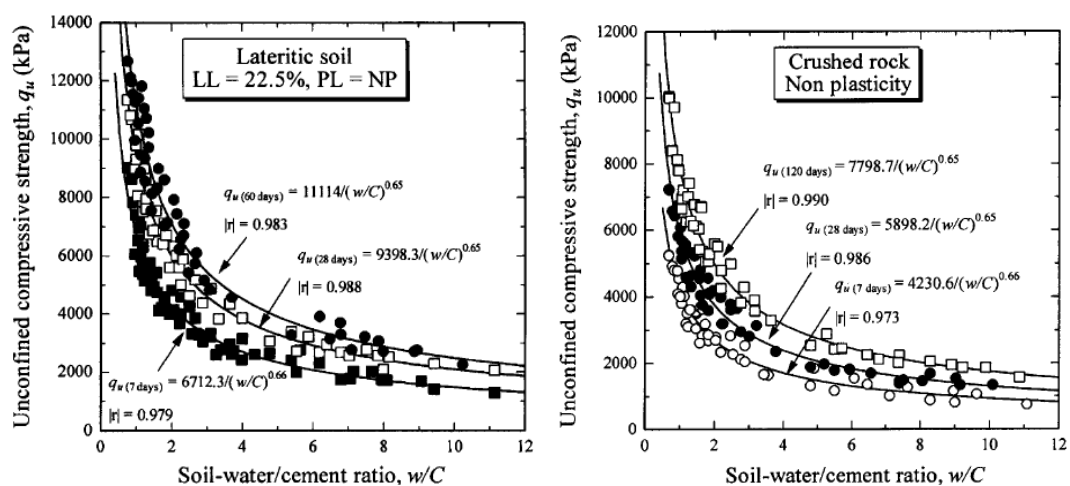 Unconfined compressive strength, q_u (kPa)
14000
12000
10000
8000
6000
4000
2000
0
Lateritic soil
LL = 22.5%, PL = NP
q_u (60 days) = 11114/(w/C)^0.65
|r| = 0.983
q_u (28 days) = 9398.3/(w/C)^0.65
|r| = 0.988
q_u (7 days) = 6712.3/(w/C)^0.66
|r| = 0.979
0 2 4 6 8 10 12
Soil-water/cement ratio, w/C
Unconfined compressive strength, q_u (kPa)
12000
10000
8000
6000
4000
2000
0
Crushed rock
Non plasticity
q_u (120 days) = 7798.7/(w/C)^0.65
|r| = 0.990
q_u (28 days) = 5898.2/(w/C)^0.65
|r| = 0.986
q_u (7 days) = 4230.6/(w/C)^0.66
|r| = 0.973
0 2 4 6 8 10 12
Soil-water/cement ratio, w/C